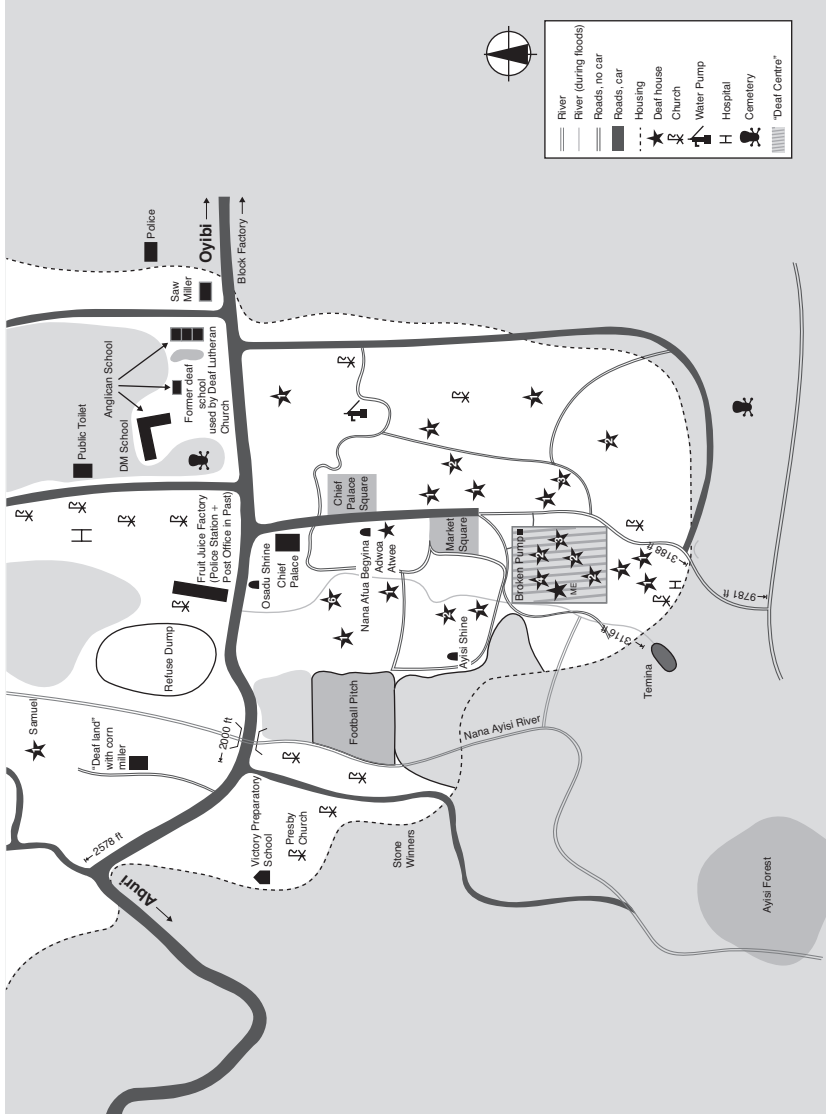 Samuel
"Deaf land"
with corn
miller
2578 ft
Aburi
2000 ft
Refuse Dump
Public Toilet
Anglican School
DM School
Former deaf
school
used by Deaf Lutheran
Church
Fruit Juice Factory
(Police Station +
Post Office in Past)
Saw
Miller
Police
Oyibi
Block Factory
Victory Preparatory
School
Presby
Church
Stone
Winners
Football Pitch
Osadu Shrine
Chief
Palace
Chief
Palace
Square
Nana Afua Begyina
Adwoa
Atwee
Market
Square
Ayisi Shine
Nana Ayisi River
Broken Pump
ME
3116 ft
3188 ft
9781 ft
Temina
Ayisi Forest
River
River (during floods)
Roads, no car
Roads, car
Housing
Deaf house
Church
Water Pump
H
Hospital
Cemetery
"Deaf Centre"
H
H